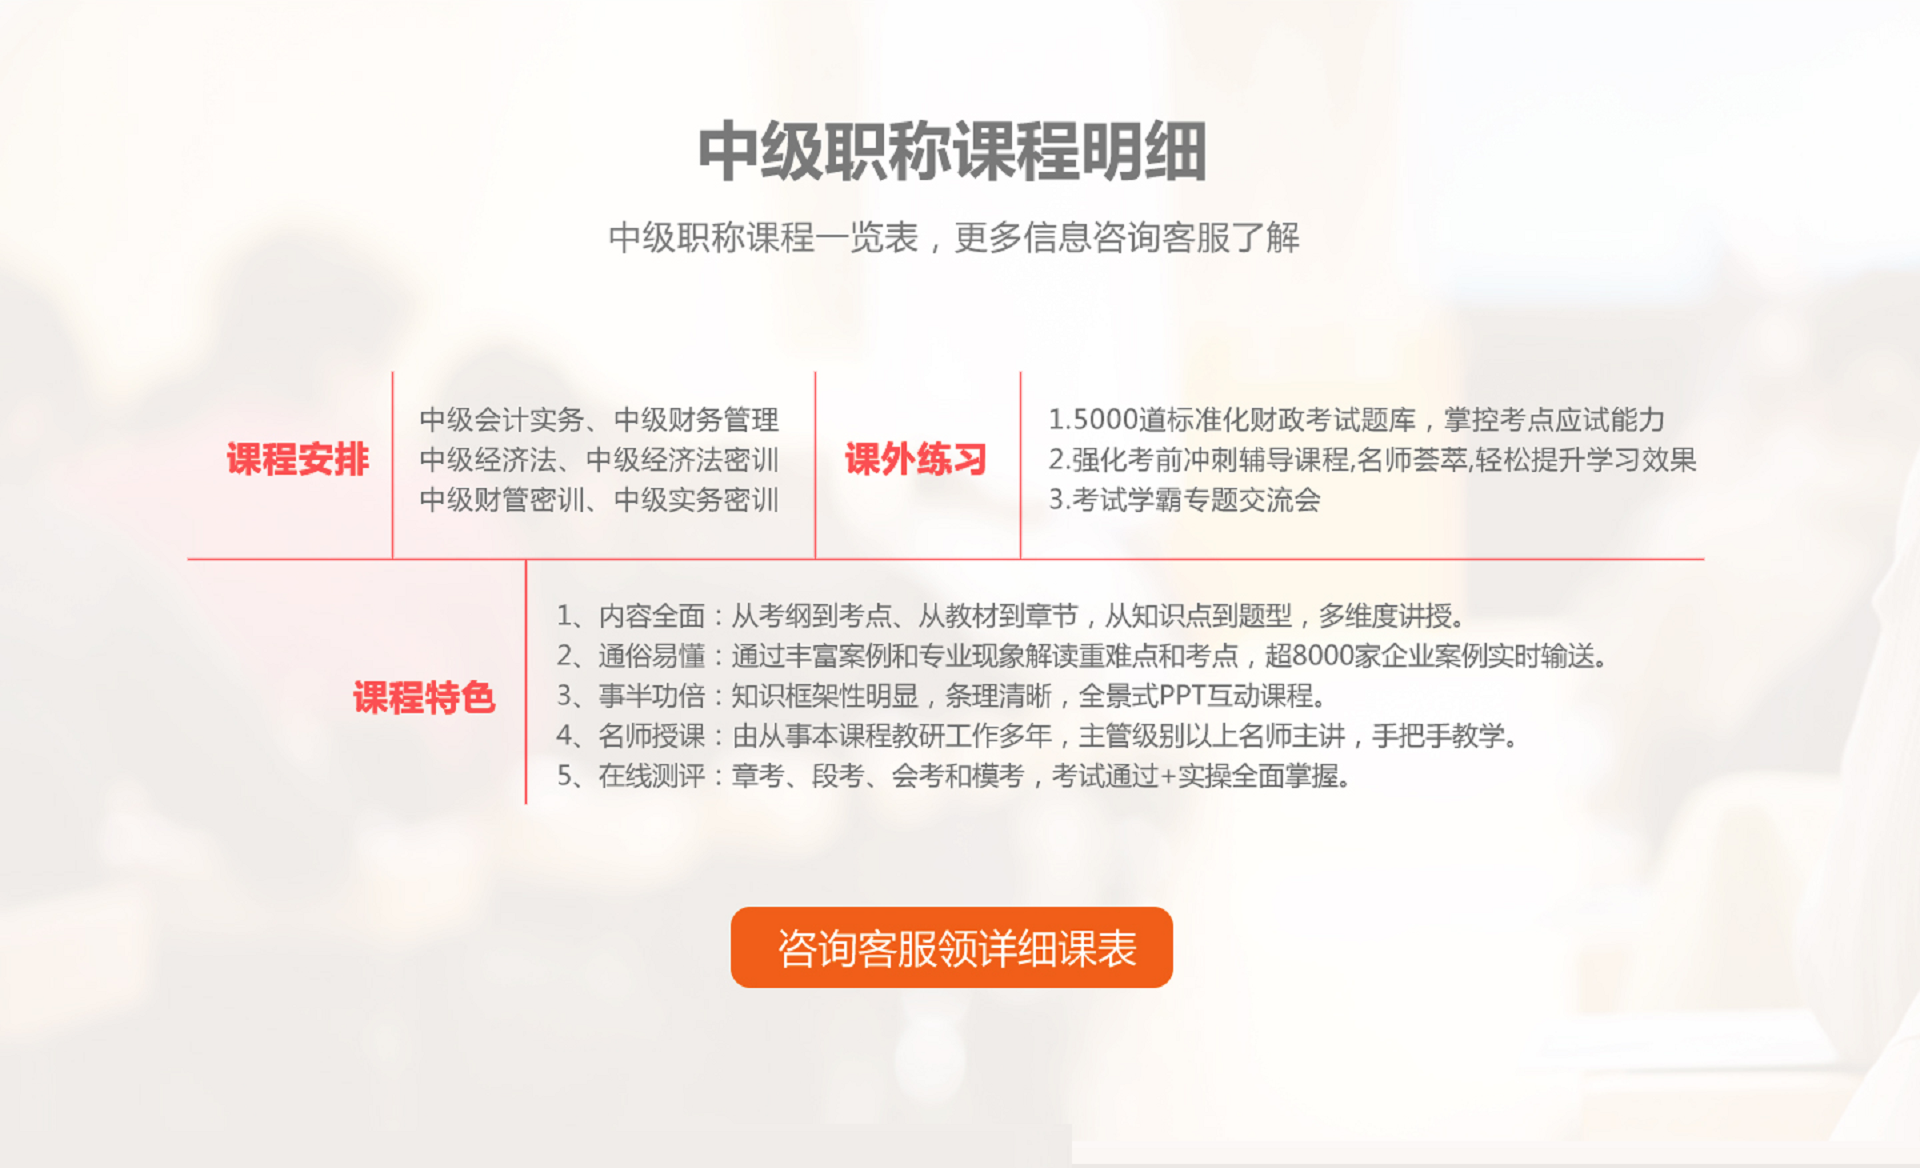 中级职称课程明细
中级职称课程一览表，更多信息咨询客服了解
课程安排
中级会计实务、中级财务管理
中级经济法、中级经济法密训
中级财管密训、中级实务密训
课外练习
1.5000道标准化财政考试题库，掌控考点应试能力
2.强化考前冲刺辅导课程,名师荟萃,轻松提升学习效果
3.考试学霸专题交流会
课程特色
1、内容全面：从考纲到考点、从教材到章节，从知识点到题型，多维度讲授。
2、通俗易懂：通过丰富案例和专业现象解读重难点和考点，超8000家企业案例实时输送。
3、事半功倍：知识框架性明显，条理清晰，全景式PPT互动课程。
4、名师授课：由从事本课程教研工作多年，主管级别以上名师主讲，手把手教学。
5、在线测评：章考、段考、会考和模考，考试通过+实操全面掌握。
咨询客服领详细课表